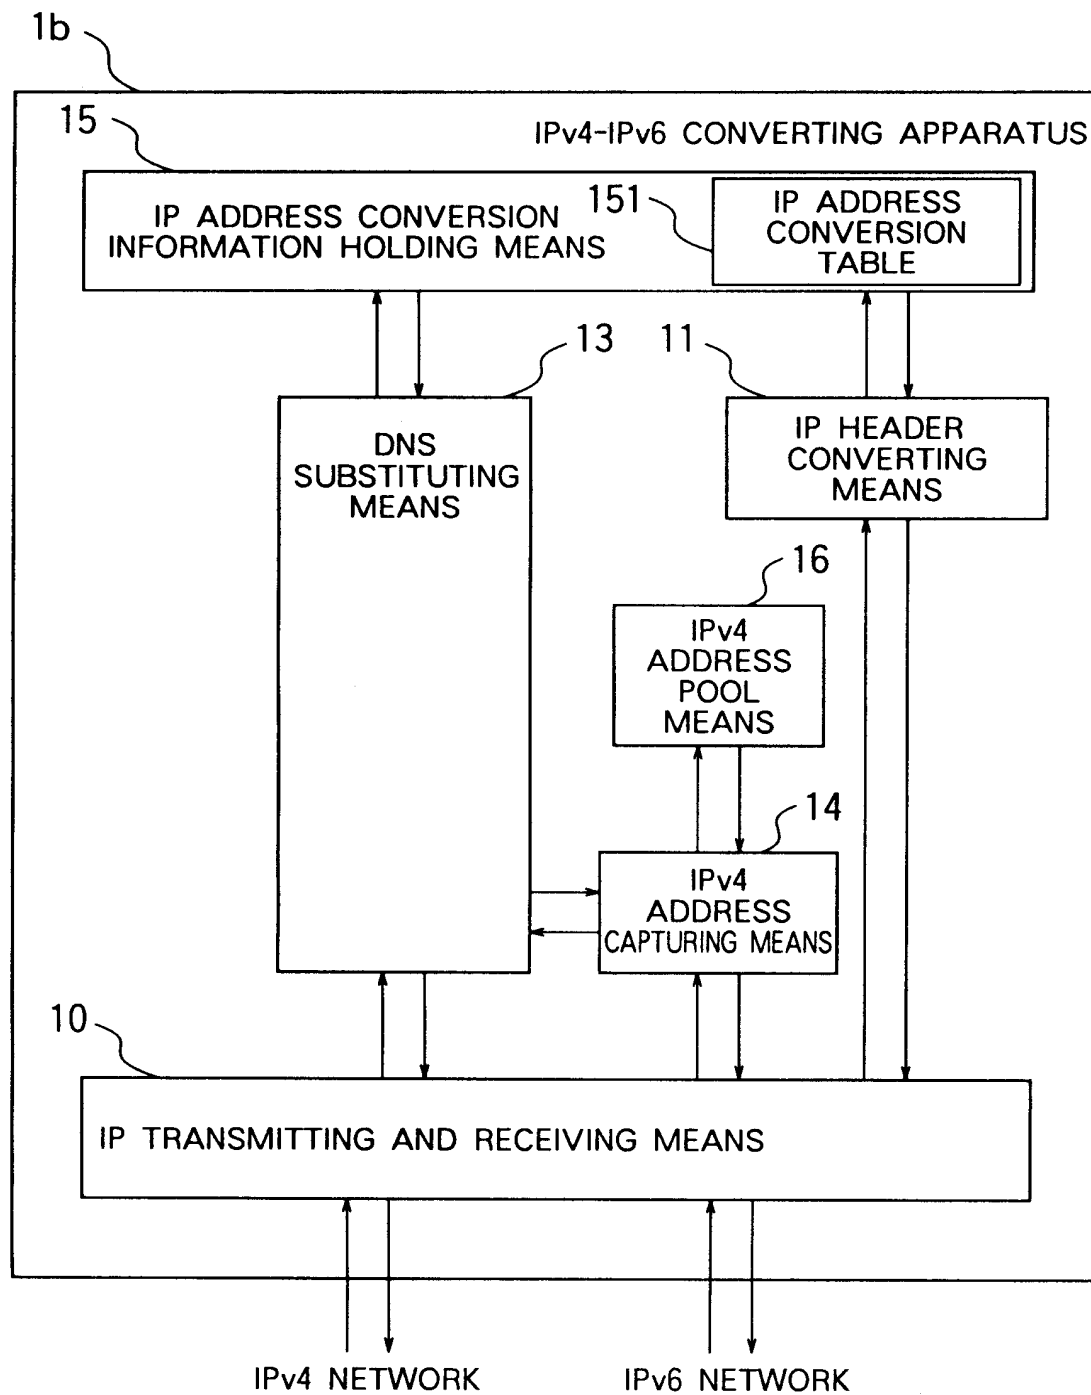 1b
15
IPv4-IPv6 CONVERTING APPARATUS
IP ADDRESS CONVERSION
INFORMATION HOLDING MEANS
151
IP ADDRESS
CONVERSION
TABLE
13
11
DNS
SUBSTITUTING
MEANS
IP HEADER
CONVERTING
MEANS
16
IPv4
ADDRESS
POOL
MEANS
14
IPv4
ADDRESS
CAPTURING MEANS
10
IP TRANSMITTING AND RECEIVING MEANS
IPv4 NETWORK
IPv6 NETWORK